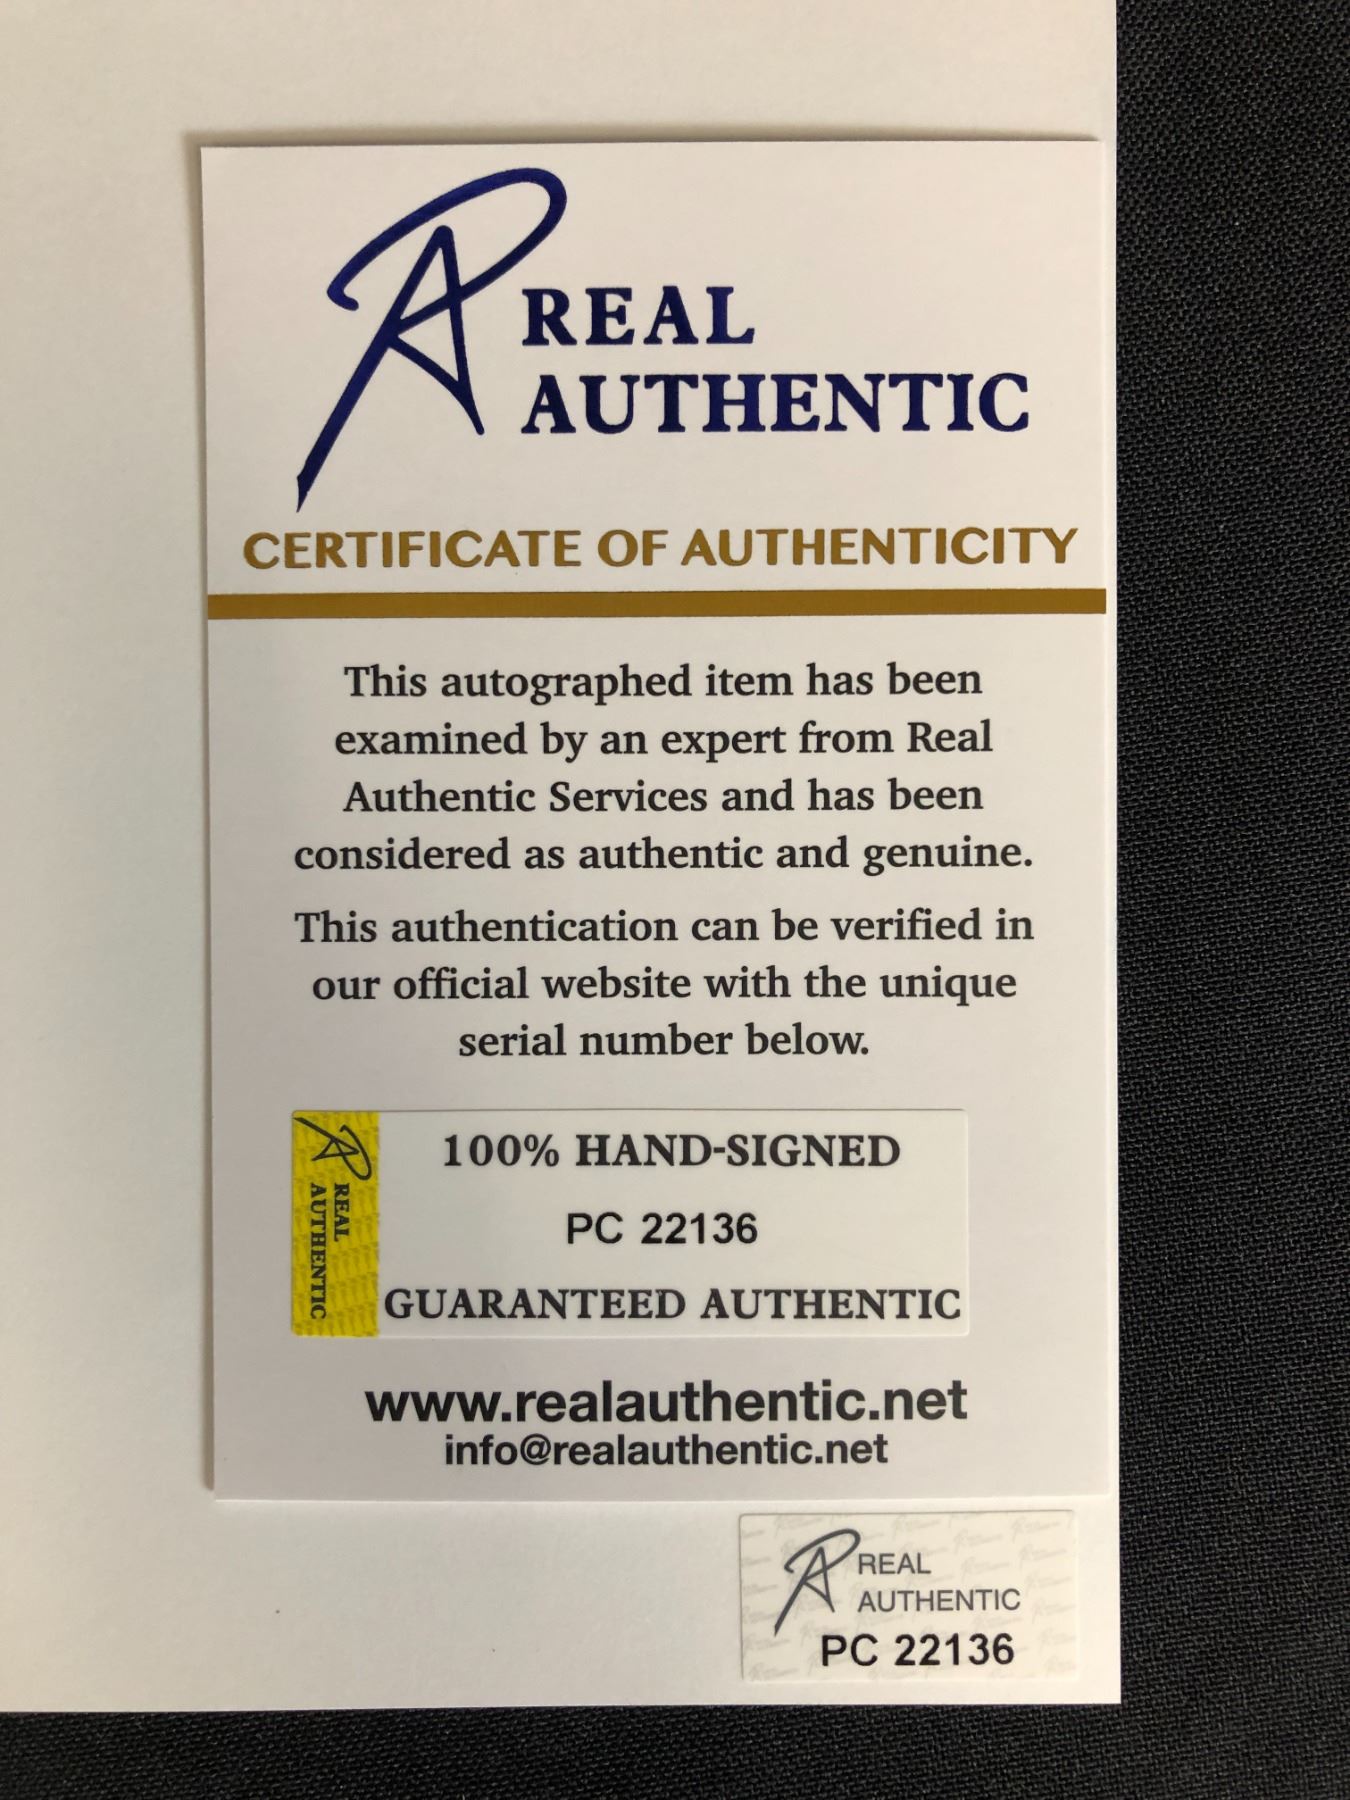 REAL
AUTHENTIC
CERTIFICATE OF AUTHENTICITY
This autographed item has been
examined by an expert from Real
Authentic Services and has been
considered as authentic and genuine.
This authentication can be verified in
our official website with the unique
serial number below.
REAL
AUTHENTIC
100% HAND-SIGNED
PC 22136
GUARANTEED AUTHENTIC
www.realauthentic.net
info@realauthentic.net
REAL
AUTHENTIC
PC 22136